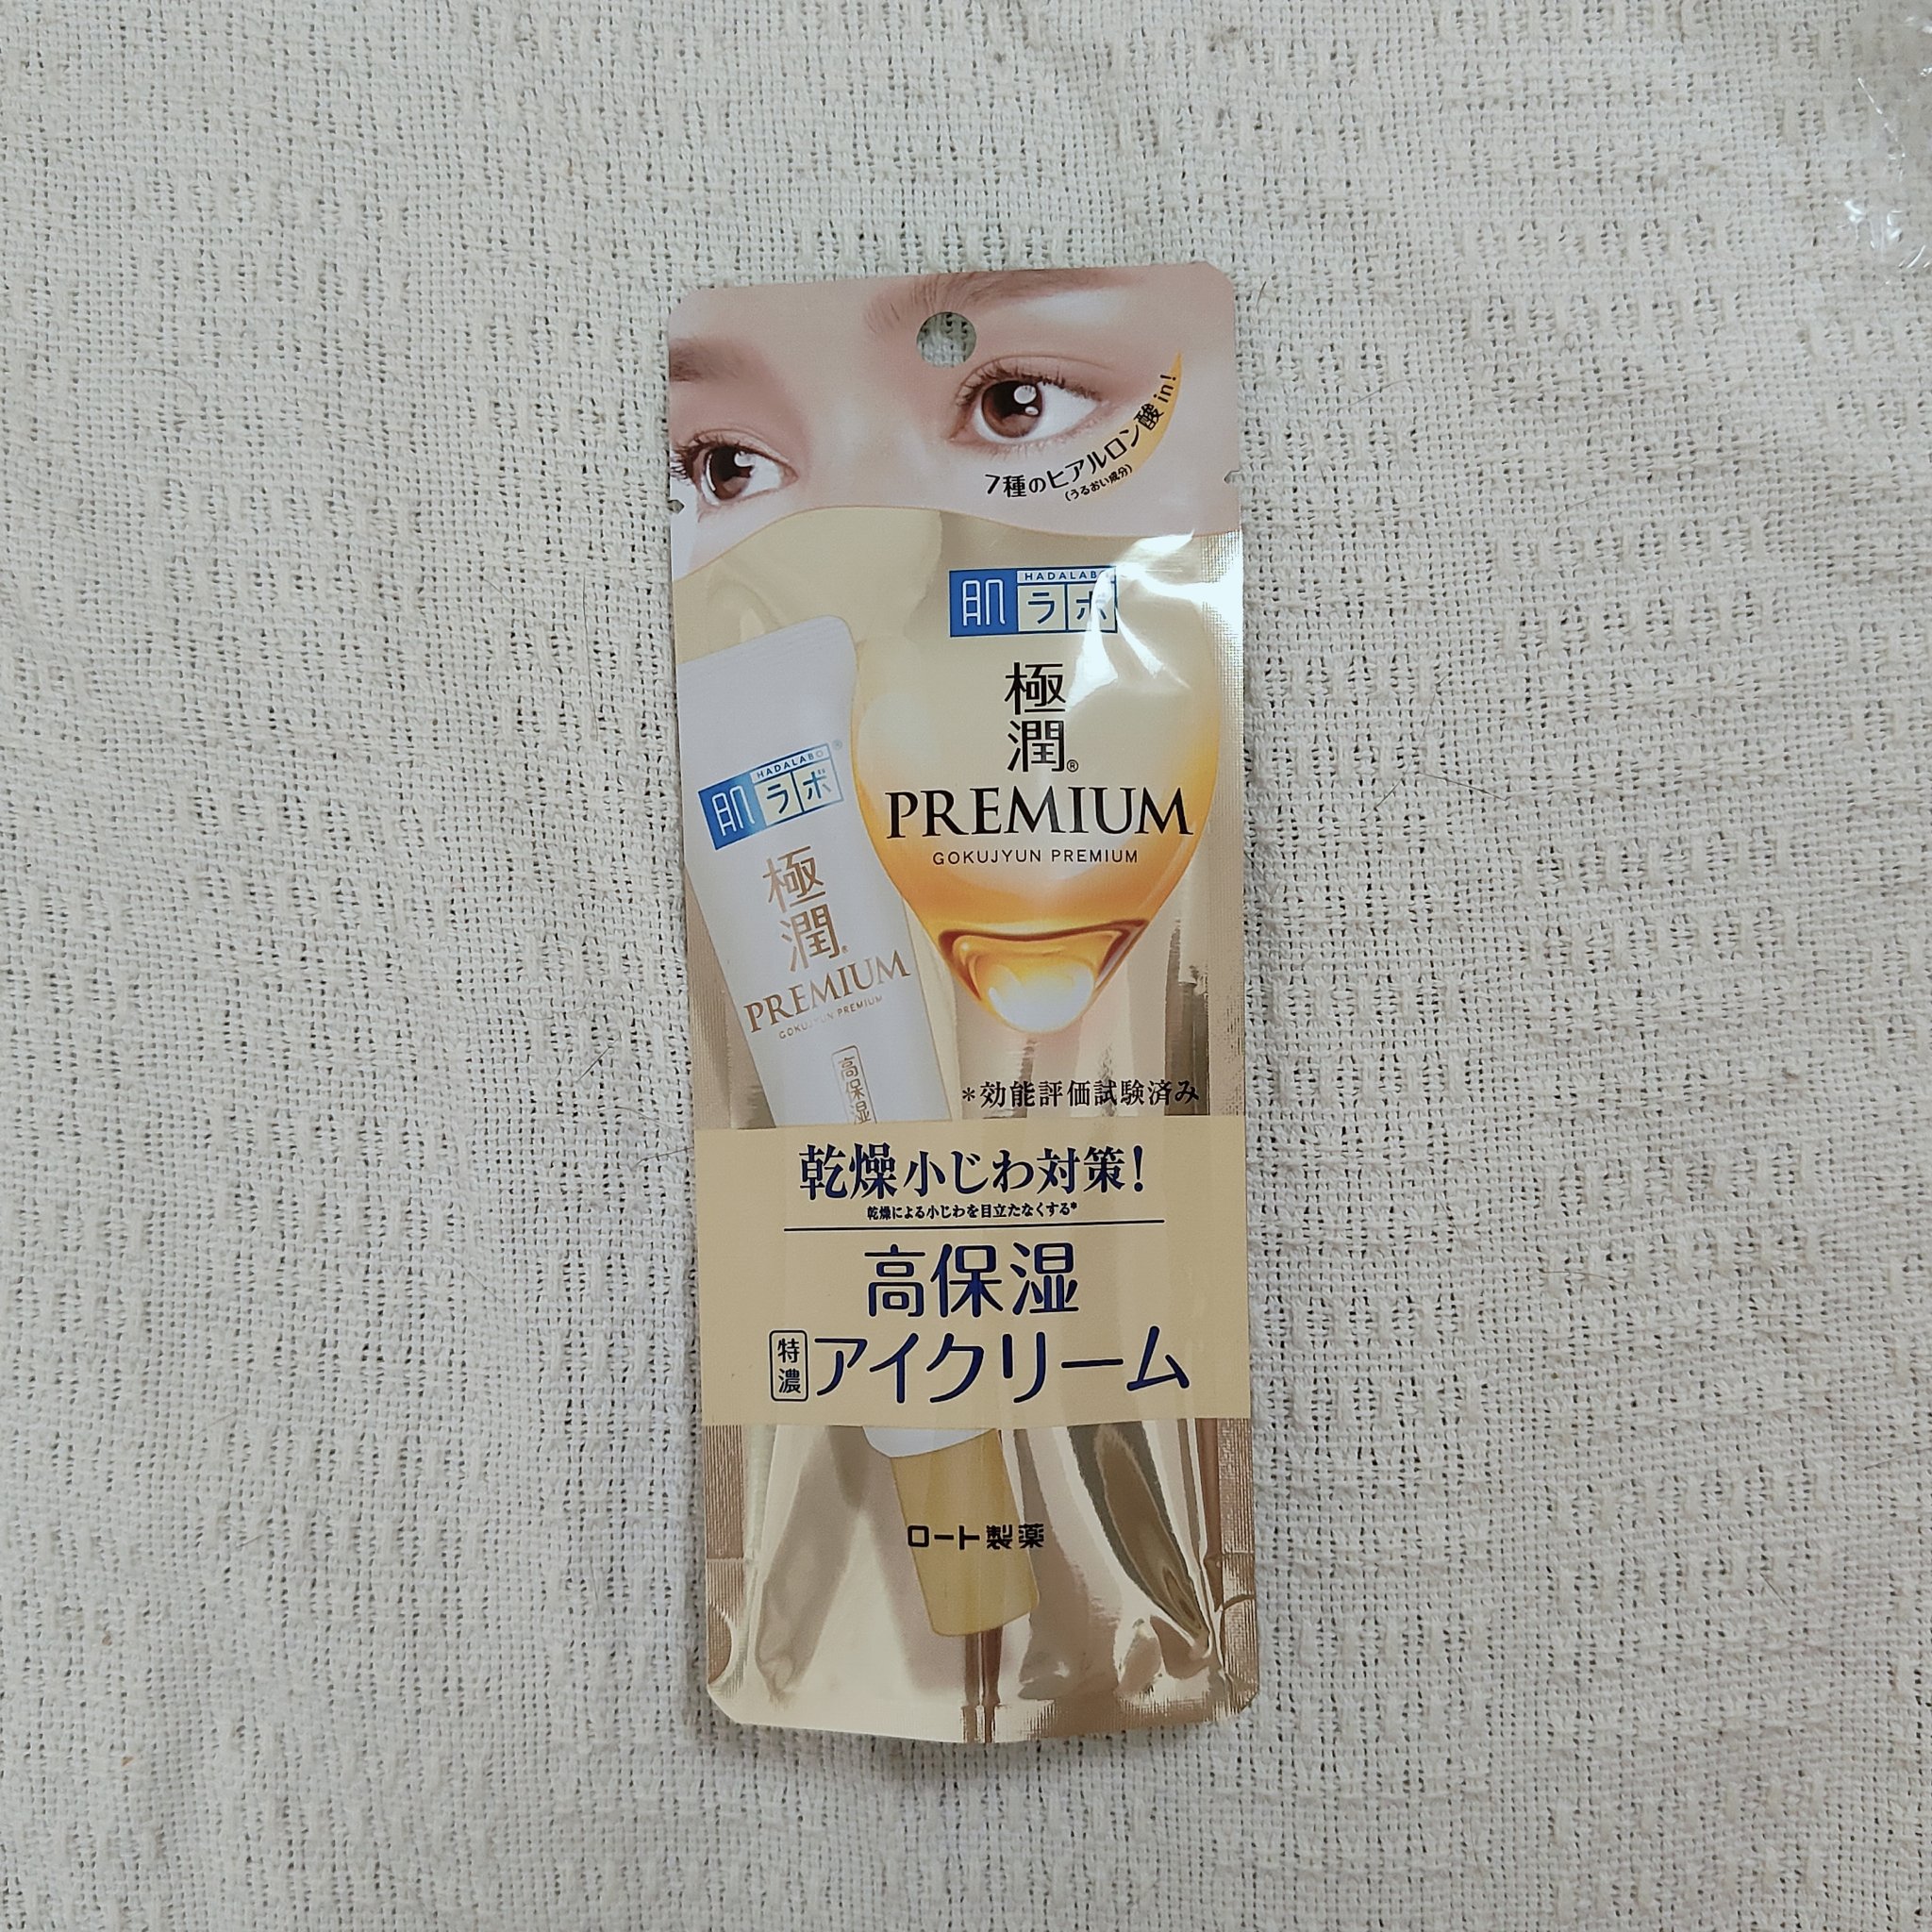 7種のヒアルロン酸in!
(うるおい成分)
HADALABO
肌ラボ
極
潤®
PREMIUM
GOKUJYUN PREMIUM
HADALABO®
肌ラボ
極
潤®
PREMIUM
GOKUJYUN PREMIUM
高保湿
*効能評価試験済み
乾燥小じわ対策!
乾燥による小じわを目立たなくする*
高保湿
特濃アイクリーム
ロート製薬